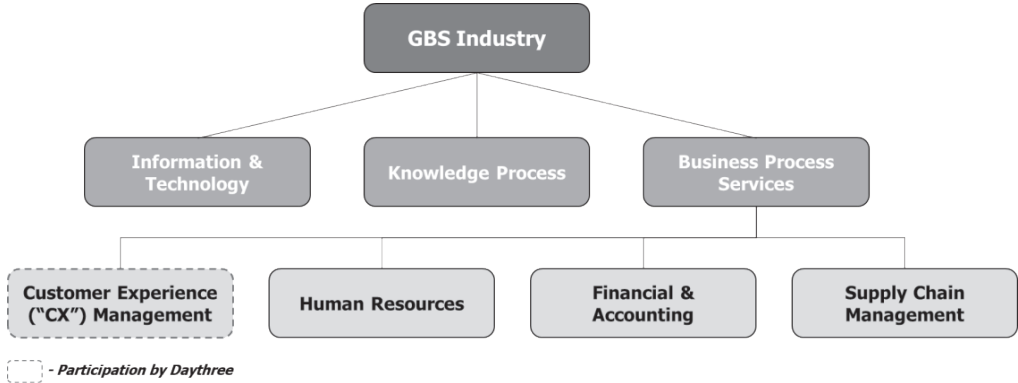 GBS Industry
Information &
Technology
Knowledge Process
Business Process
Services
Customer Experience
(“CX”) Management
Human Resources
Financial &
Accounting
Supply Chain
Management
- Participation by Daythree